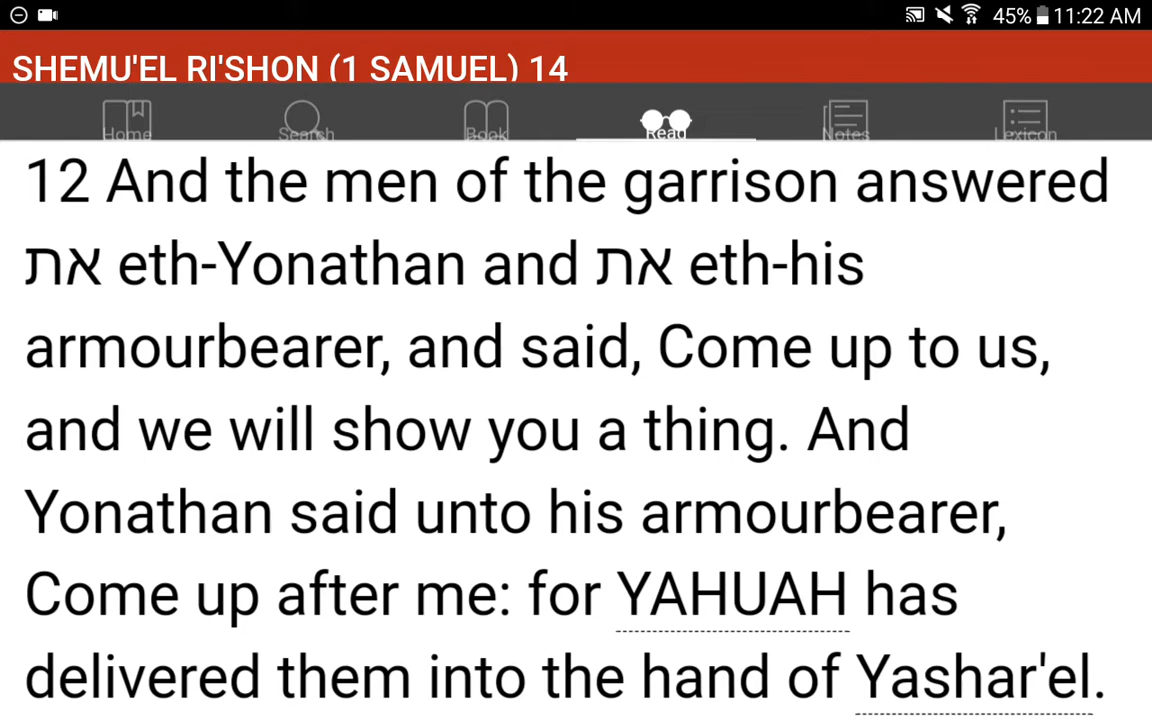 45% 11:22 AM
SHEMU'EL RI'SHON (1 SAMUEL) 14
Home Search Book Read Notes Lexicon
12 And the men of the garrison answered
את eth-Yonathan and את eth-his
armourbearer, and said, Come up to us,
and we will show you a thing. And
Yonathan said unto his armourbearer,
Come up after me: for YAHUAH has
delivered them into the hand of Yashar'el.